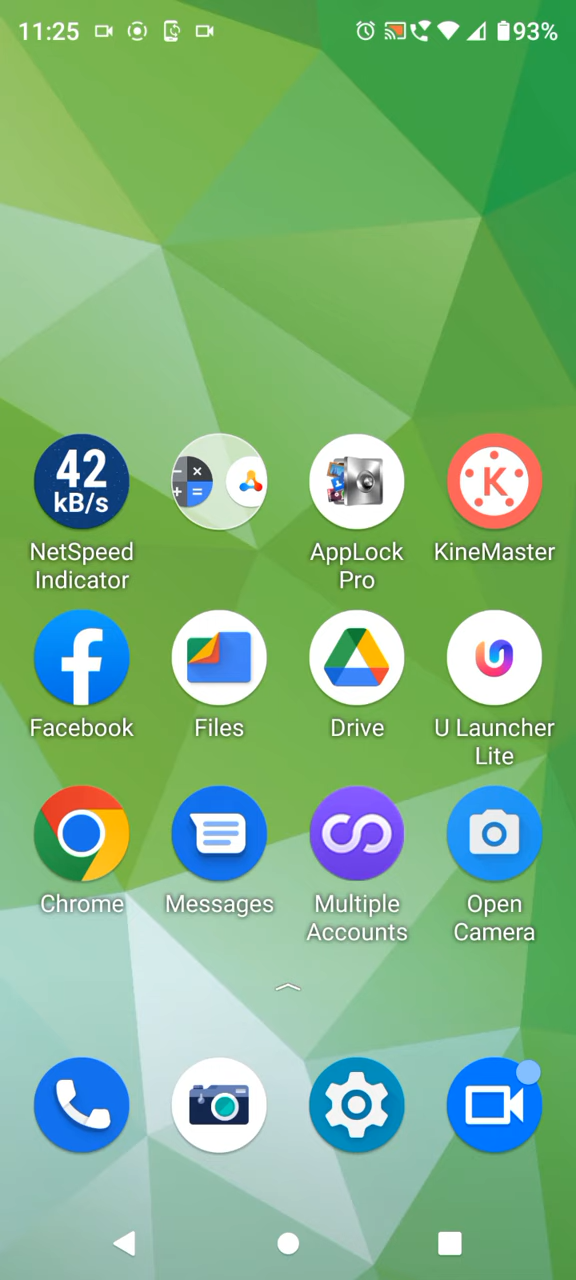 11:25
93%
42
kB/s
NetSpeed
Indicator
AppLock
Pro
K
KineMaster
Facebook
Files
Drive
U Launcher
Lite
Chrome
Messages
Multiple
Accounts
Open
Camera